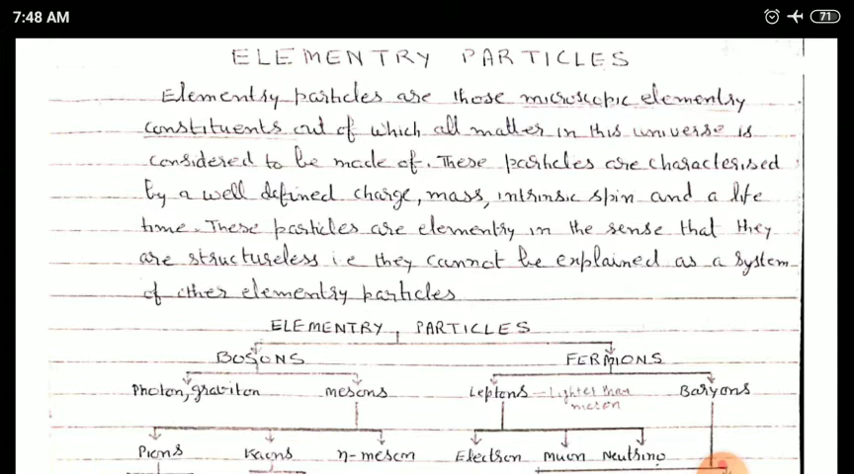 7:48 AM
71
ELEMENTRY PARTICLES
Elementry particles are those microscopic elementry
constituents out of which all matter in this universe is
considered to be made of. These particles are characterised
by a well defined charge, mass, intrinsic spin and a life
time. These particles are elementry in the sense that they
are structureless i.e they cannot be explained as a system
of other elementry particles
ELEMENTRY PARTICLES
BOSONS FERMIONS
Photon, graviton mesons Leptons - Lighter than Baryons
meson
Pions Kaons η-meson Electron Muon Neutrino